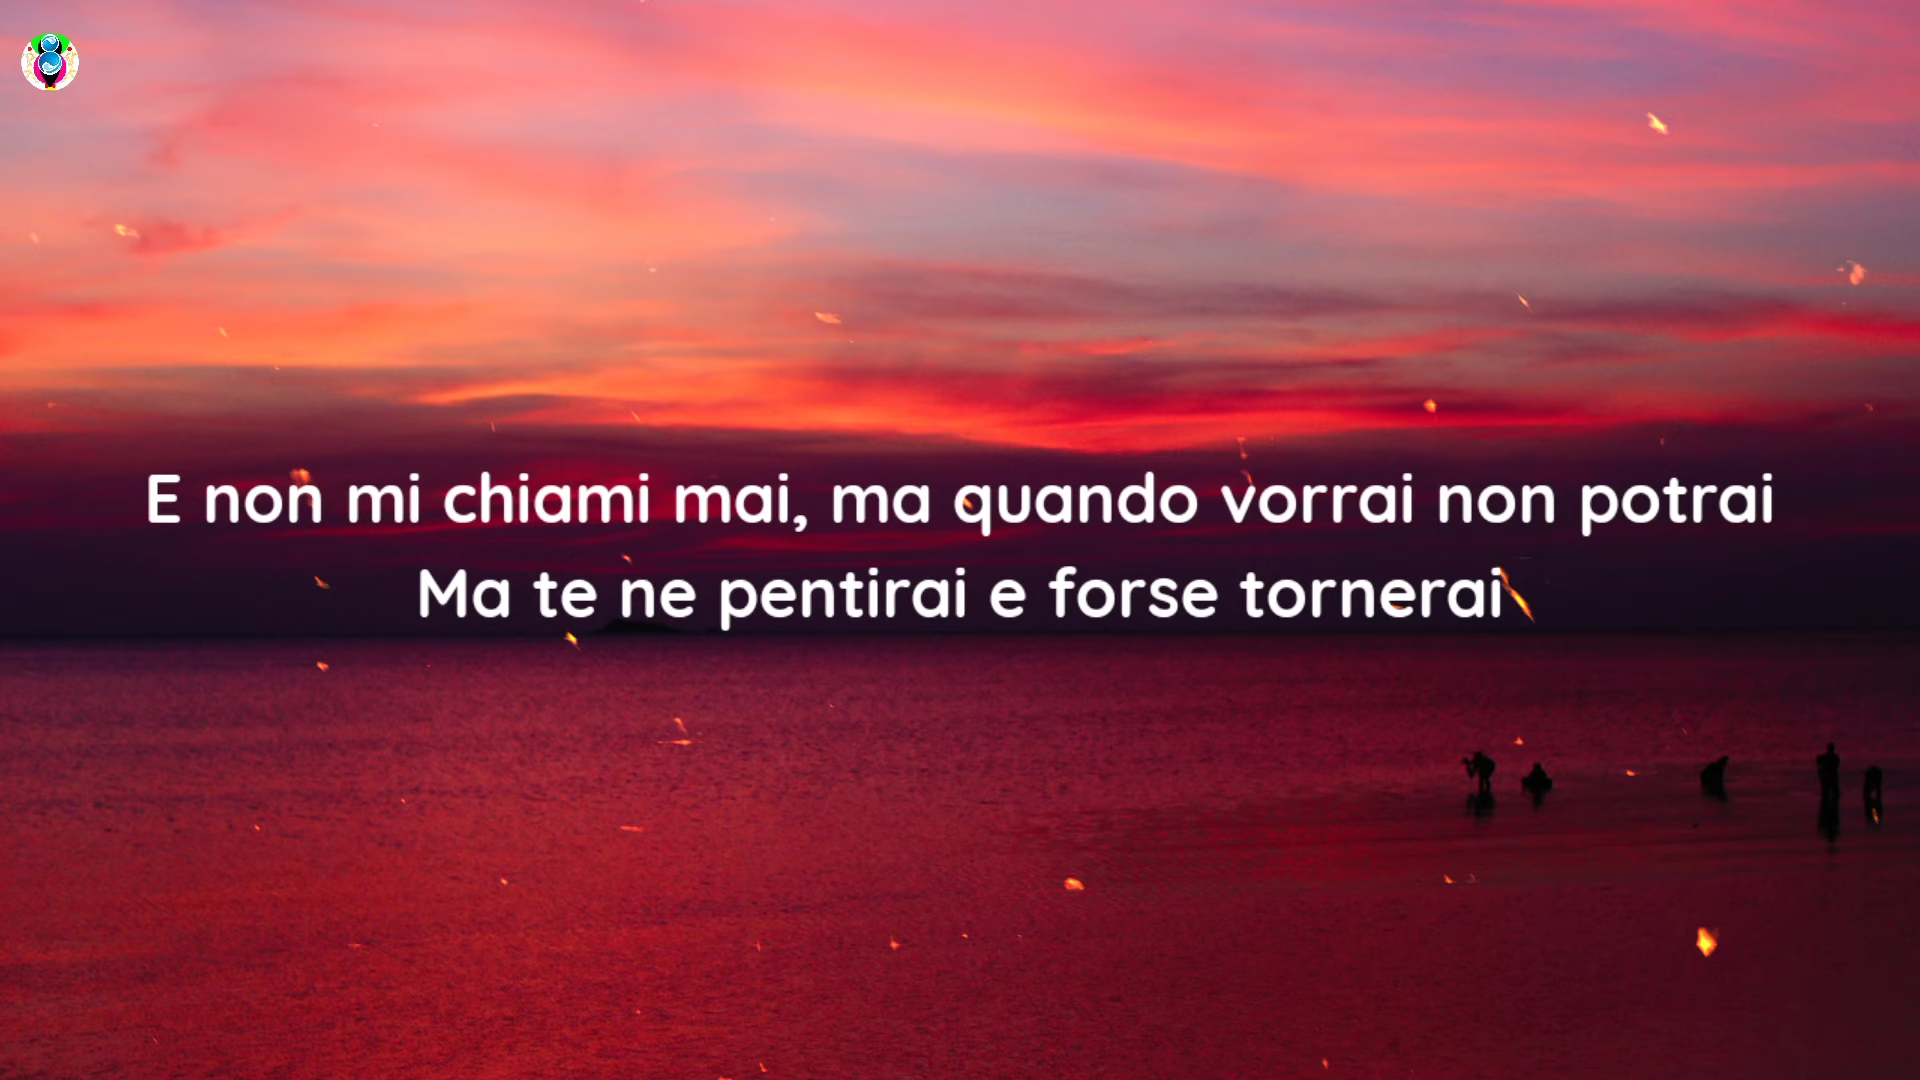 E non mi chiami mai, ma quando vorrai non potrai
Ma te ne pentirai e forse tornerai